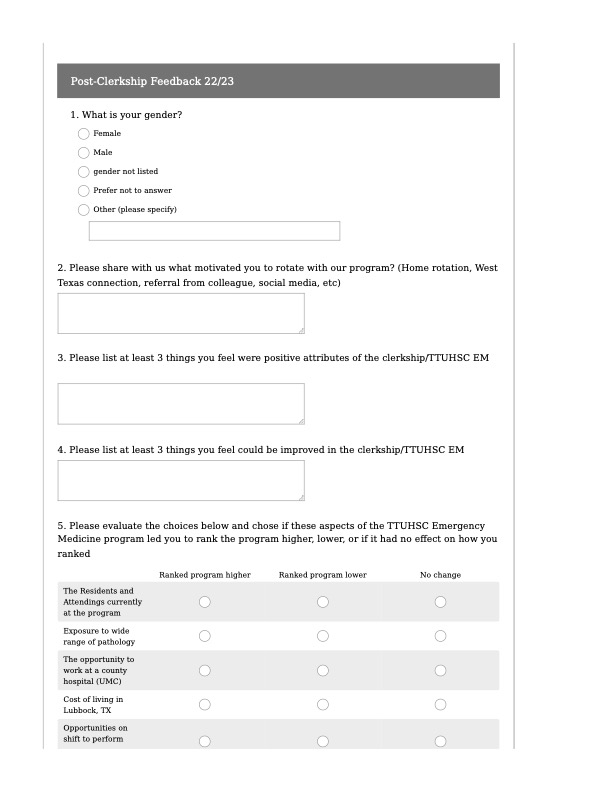 Post-Clerkship Feedback 22/23
1. What is your gender?
Female
Male
gender not listed
Prefer not to answer
Other (please specify)
2. Please share with us what motivated you to rotate with our program? (Home rotation, West
Texas connection, referral from colleague, social media, etc)
3. Please list at least 3 things you feel were positive attributes of the clerkship/TTUHSC EM
4. Please list at least 3 things you feel could be improved in the clerkship/TTUHSC EM
5. Please evaluate the choices below and chose if these aspects of the TTUHSC Emergency
Medicine program led you to rank the program higher, lower, or if it had no effect on how you
ranked
Ranked program higher Ranked program lower No change
The Residents and
Attendings currently
at the program
Exposure to wide
range of pathology
The opportunity to
work at a county
hospital (UMC)
Cost of living in
Lubbock, TX
Opportunities on
shift to perform